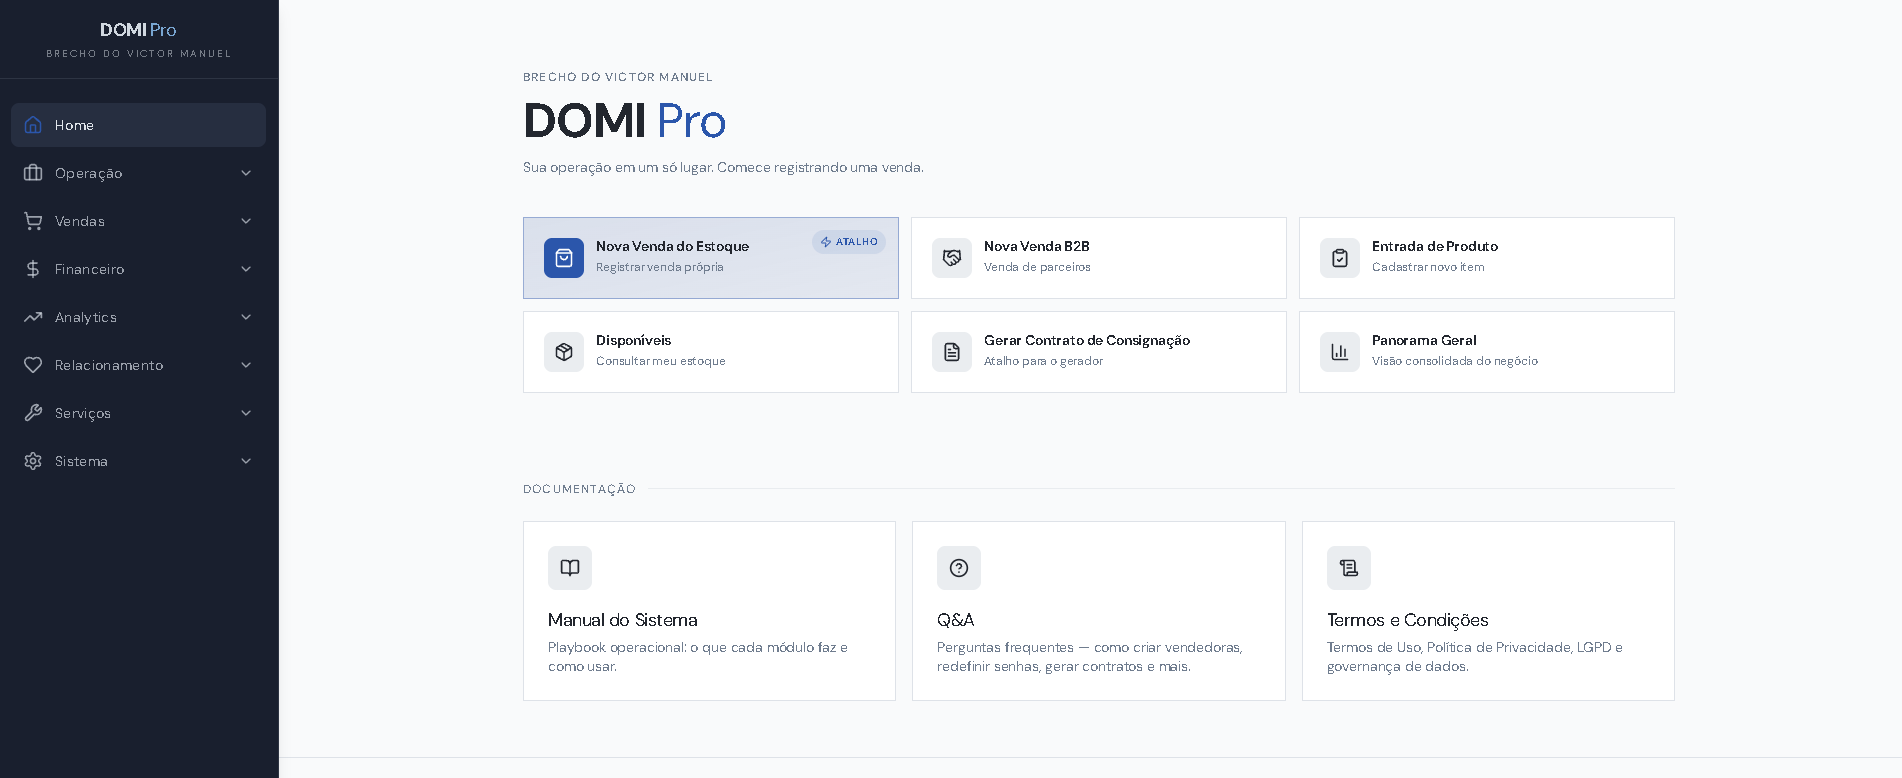 DOMI Pro
BRECHO DO VICTOR MANUEL
Home
Operação
Vendas
Financeiro
Analytics
Relacionamento
Serviços
Sistema
BRECHO DO VICTOR MANUEL
DOMI Pro
Sua operação em um só lugar. Comece registrando uma venda.
Nova Venda do Estoque
Registrar venda própria
ATALHO
Nova Venda B2B
Venda de parceiros
Entrada de Produto
Cadastrar novo item
Disponíveis
Consultar meu estoque
Gerar Contrato de Consignação
Atalho para o gerador
Panorama Geral
Visão consolidada do negócio
DOCUMENTAÇÃO
Manual do Sistema
Playbook operacional: o que cada módulo faz e
como usar.
Q&A
Perguntas frequentes — como criar vendedoras,
redefinir senhas, gerar contratos e mais.
Termos e Condições
Termos de Uso, Política de Privacidade, LGPD e
governança de dados.